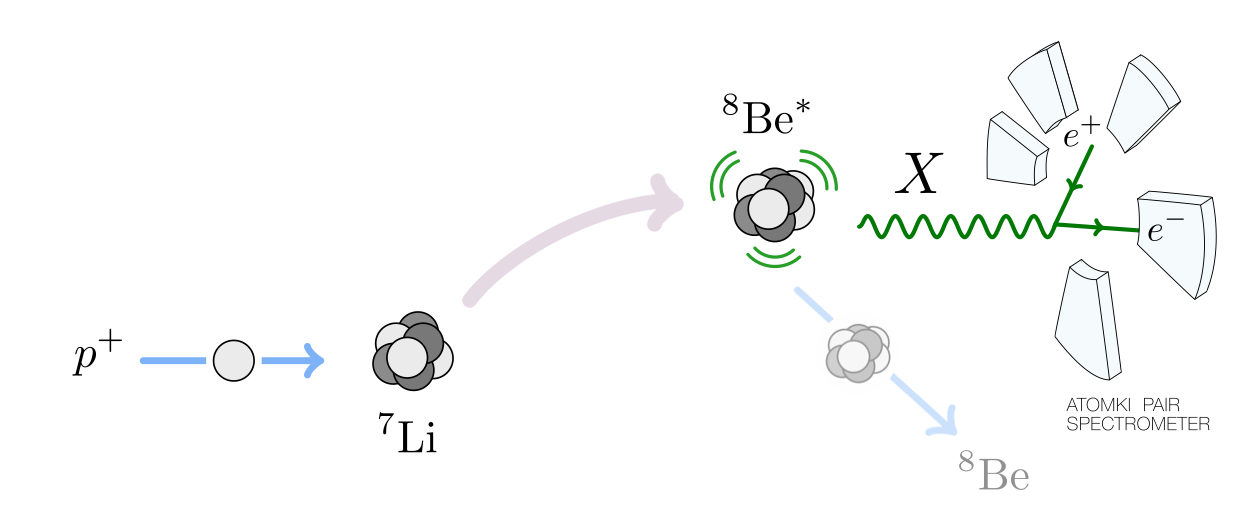 p⁺
⁷Li
⁸Be*
X
e⁺
e⁻
⁸Be
ATOMKI PAIR
SPECTROMETER